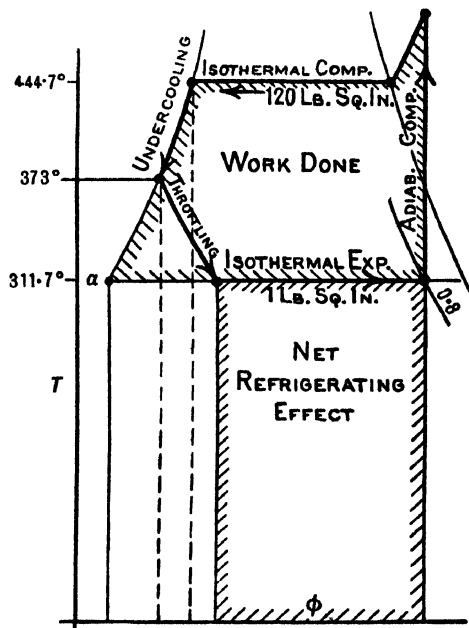 444·7°
UNDERCOOLING
ISOTHERMAL COMP.
120 LB. SQ. IN.
WORK DONE
ADIAB. COMP.
373°
THROTTLING
ISOTHERMAL EXP.
311·7°
α
1 LB. SQ. IN.
0·8
T
NET
REFRIGERATING
EFFECT
ϕ